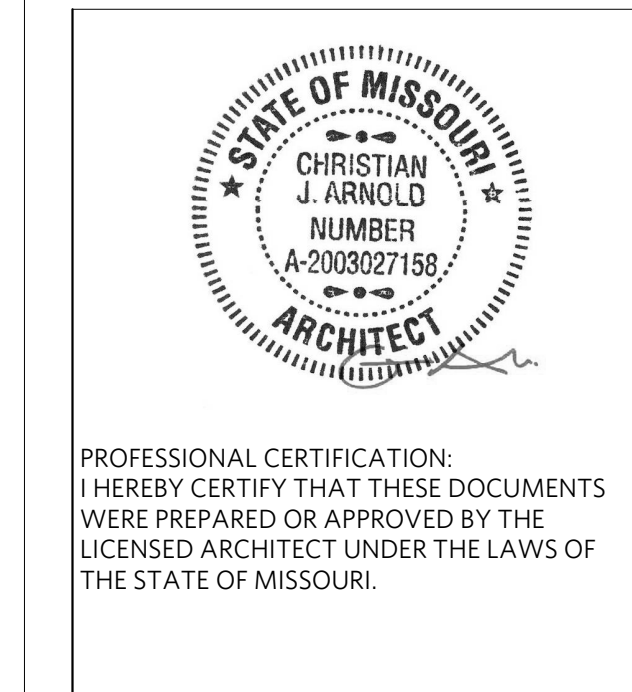 STATE OF MISSOURI
CHRISTIAN
J. ARNOLD
NUMBER
A-2003027158
ARCHITECT
PROFESSIONAL CERTIFICATION:
I HEREBY CERTIFY THAT THESE DOCUMENTS
WERE PREPARED OR APPROVED BY THE
LICENSED ARCHITECT UNDER THE LAWS OF
THE STATE OF MISSOURI.